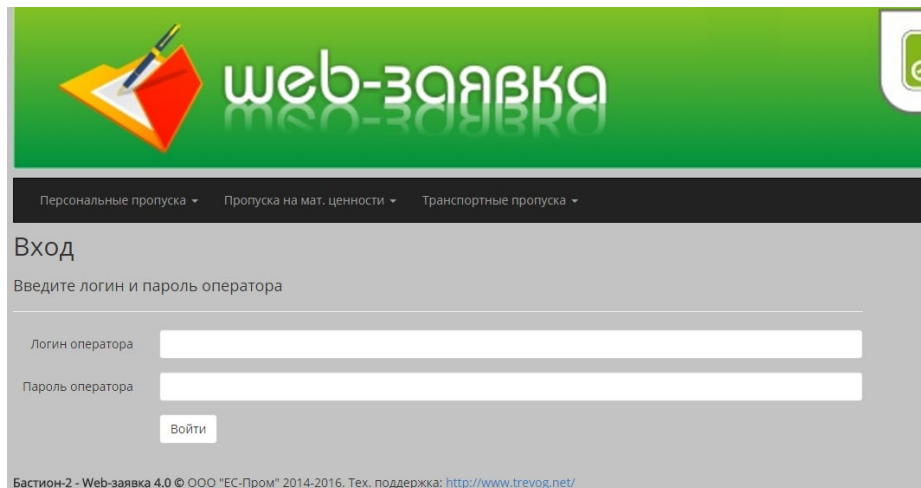 web-заявка
Персональные пропуска Пропуска на мат. ценности Транспортные пропуска
Вход
Введите логин и пароль оператора
Логин оператора
Пароль оператора
Войти
Бастион-2 - Web-заявка 4.0 © ООО "ЕС-Пром" 2014-2016. Тех. поддержка: http://www.trevog.net/